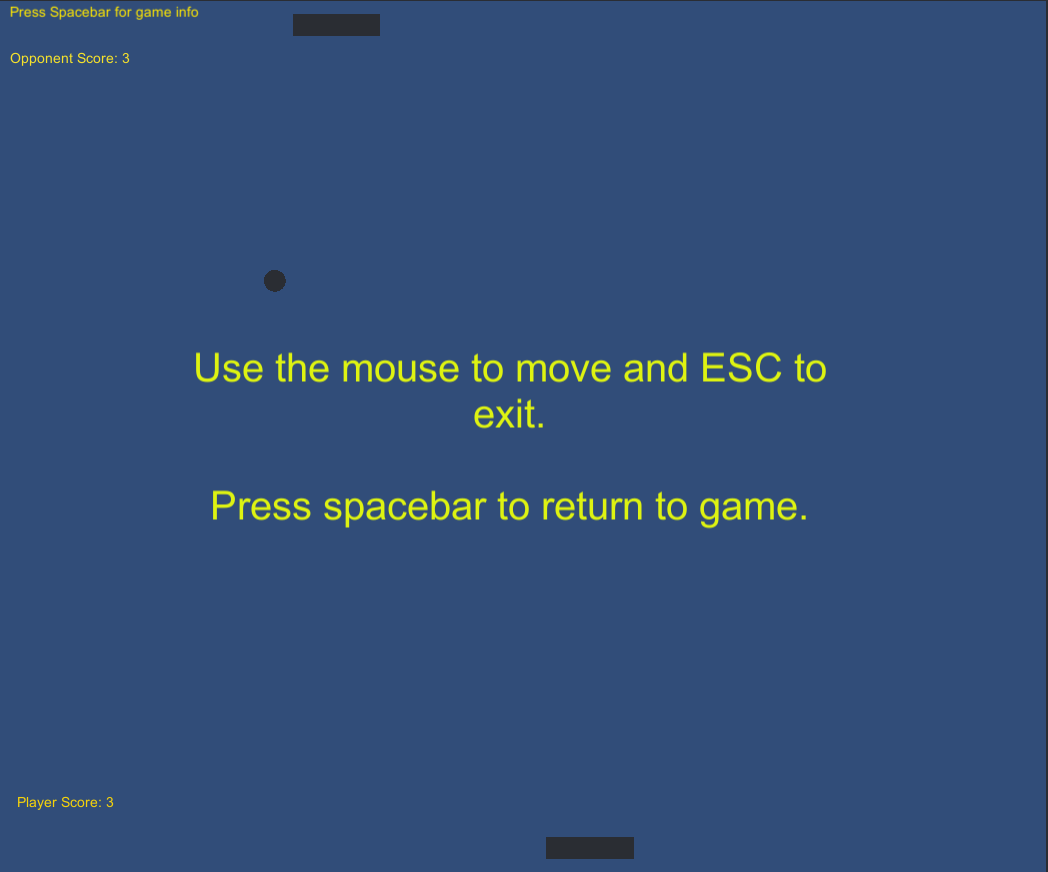 Press Spacebar for game info
Opponent Score: 3
Use the mouse to move and ESC to
exit.
Press spacebar to return to game.
Player Score: 3